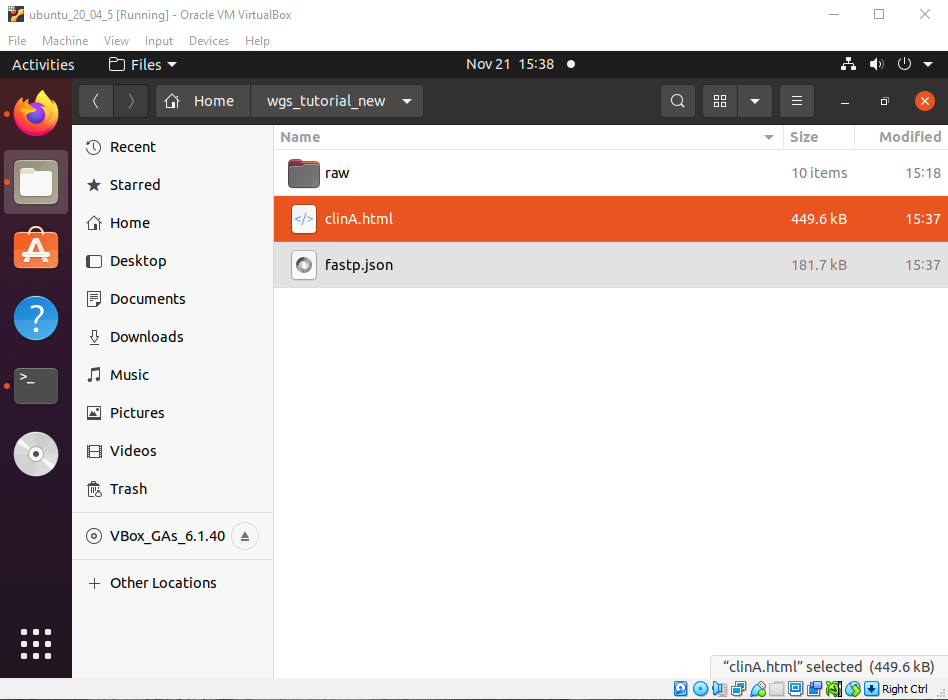 ubuntu_20_04_5 [Running] - Oracle VM VirtualBox
File Machine View Input Devices Help
Activities Files Nov 21 15:38
Home wgs_tutorial_new
Recent
Starred
Home
Desktop
Documents
Downloads
Music
Pictures
Videos
Trash
VBox_GAs_6.1.40
+ Other Locations
Name Size Modified
raw 10 items 15:18
</> clinA.html 449.6 kB 15:37
fastp.json 181.7 kB 15:37
>_
?
“clinA.html” selected (449.6 kB)
Right Ctrl